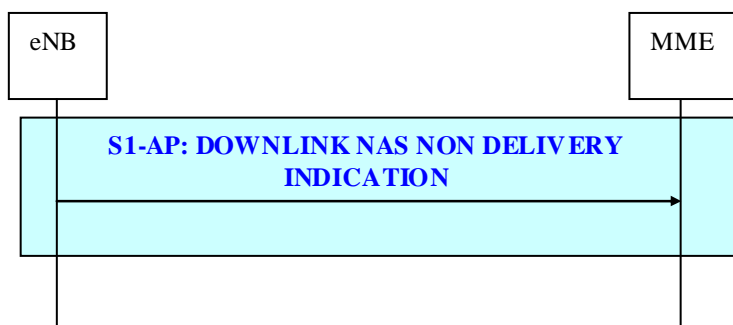 eNB
MME
S1-AP: DOWNLINK NAS NON DELIVERY
INDICATION